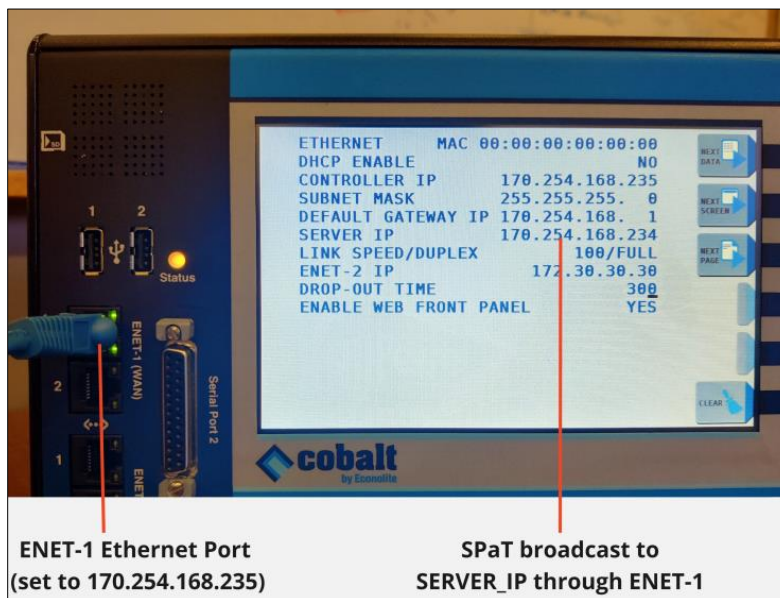 SD
1 2
Status
ENET-1 (WAN)
2
1
Serial Port 2
ETHERNET MAC 00:00:00:00:00:00
DHCP ENABLE NO
CONTROLLER IP 170.254.168.235
SUBNET MASK 255.255.255. 0
DEFAULT GATEWAY IP 170.254.168. 1
SERVER IP 170.254.168.234
LINK SPEED/DUPLEX 100/FULL
ENET-2 IP 172.30.30.30
DROP-OUT TIME 300
ENABLE WEB FRONT PANEL YES
NEXT DATA
NEXT SCREEN
NEXT PAGE
CLEAR
cobalt
by Econolite
ENET-1 Ethernet Port
(set to 170.254.168.235)
SPaT broadcast to
SERVER_IP through ENET-1